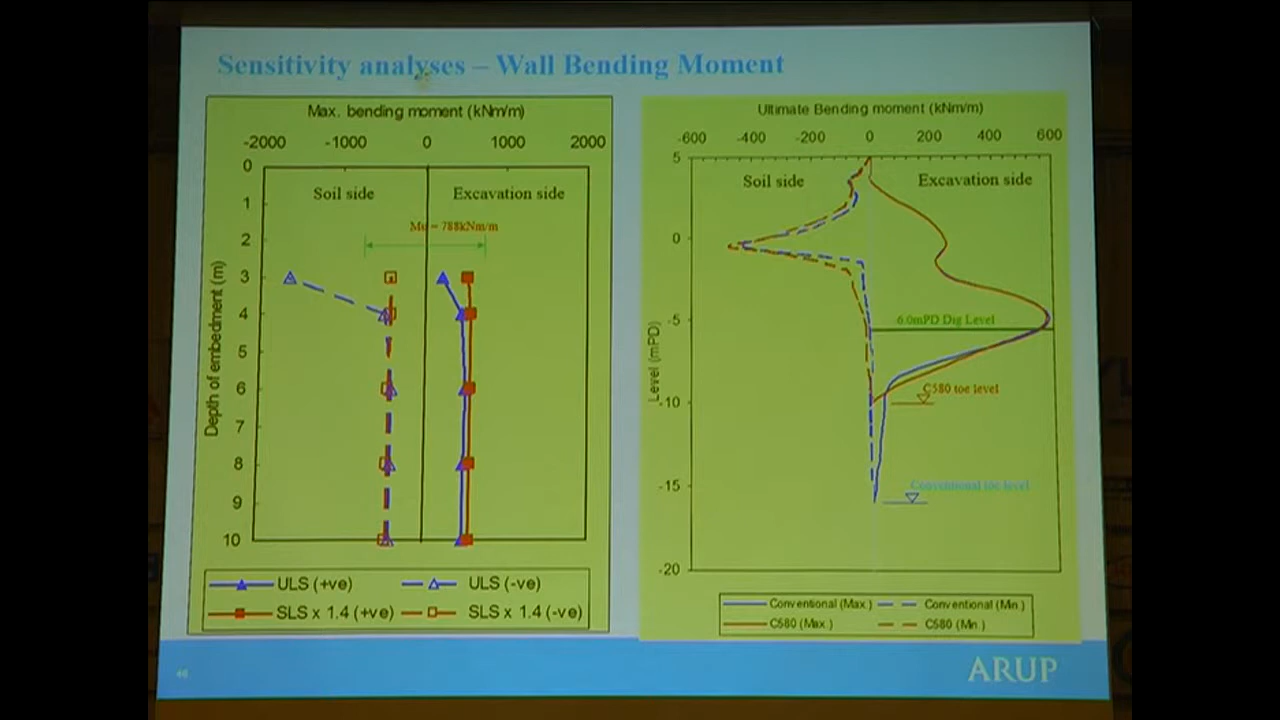 Sensitivity analyses – Wall Bending Moment
Max. bending moment (kNm/m)
-2000 -1000 0 1000 2000
0
1
2
3
4
5
6
7
8
9
10
Depth of embedment (m)
Soil side
Excavation side
Mu = 788kNm/m
ULS (+ve)
ULS (-ve)
SLS x 1.4 (+ve)
SLS x 1.4 (-ve)
Ultimate Bending moment (kNm/m)
-600 -400 -200 0 200 400 600
5
0
-5
-10
-15
-20
Level (mPD)
Soil side
Excavation side
6.0mPD Dig Level
C580 toe level
Conventional toe level
Conventional (Max.)
Conventional (Min.)
C580 (Max.)
C580 (Min.)
46
ARUP